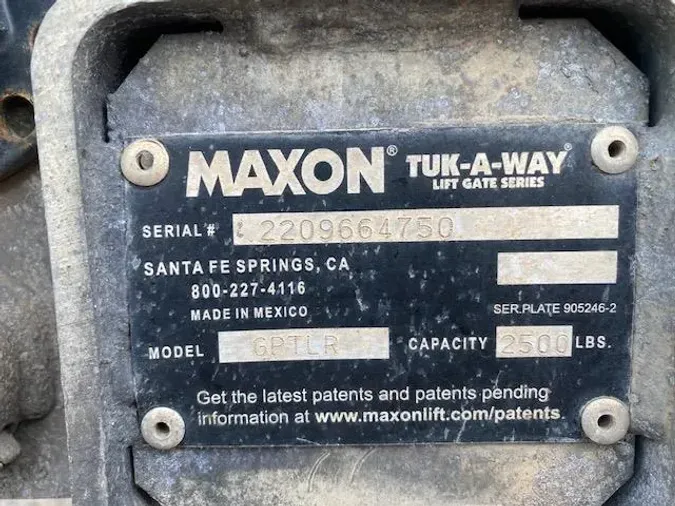 MAXON® TUK-A-WAY®
LIFT GATE SERIES
SERIAL # 2209664750
SANTA FE SPRINGS, CA
800-227-4116
MADE IN MEXICO
SER.PLATE 905246-2
MODEL GPTLR CAPACITY 2500 LBS.
Get the latest patents and patents pending
information at www.maxonlift.com/patents.